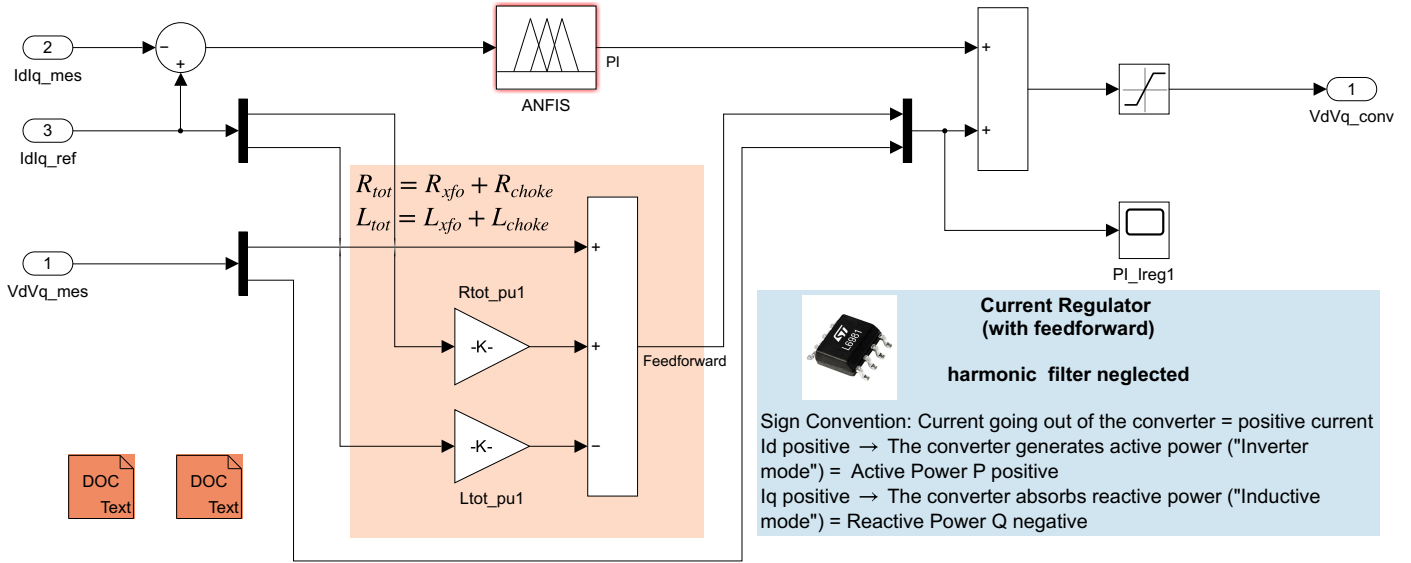 2
IdIq_mes
−
+
3
IdIq_ref
ANFIS
PI
+
+
1
VdVq_conv
R_tot = R_xfo + R_choke
L_tot = L_xfo + L_choke
1
VdVq_mes
+
Rtot_pu1
-K-
+
Feedforward
-K-
−
Ltot_pu1
PI_Ireg1
DOC
Text
DOC
Text
ST
L6981
Current Regulator
(with feedforward)
harmonic filter neglected
Sign Convention: Current going out of the converter = positive current
Id positive → The converter generates active power ("Inverter
mode") = Active Power P positive
Iq positive → The converter absorbs reactive power ("Inductive
mode") = Reactive Power Q negative